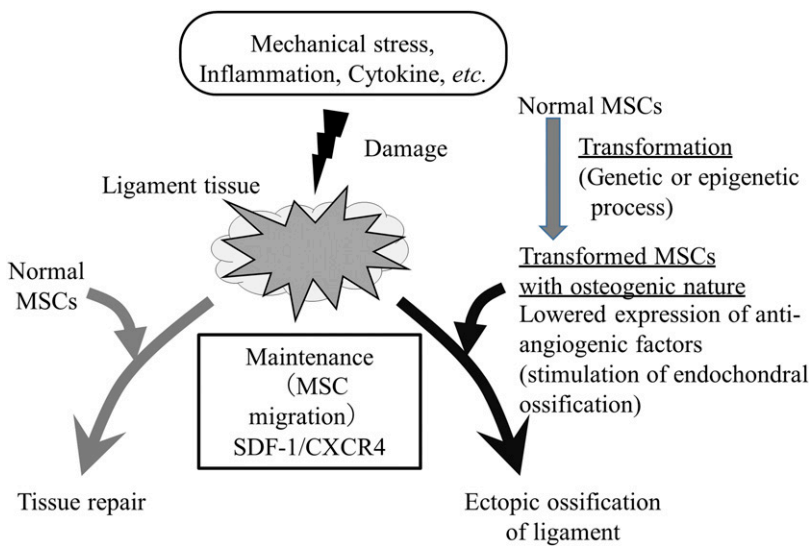 Mechanical stress,
Inflammation, Cytokine, etc.
Damage
Ligament tissue
Normal MSCs
Transformation
(Genetic or epigenetic
process)
Normal
MSCs
Transformed MSCs
with osteogenic nature
Lowered expression of anti-
angiogenic factors
(stimulation of endochondral
ossification)
Maintenance
(MSC
migration)
SDF-1/CXCR4
Tissue repair
Ectopic ossification
of ligament